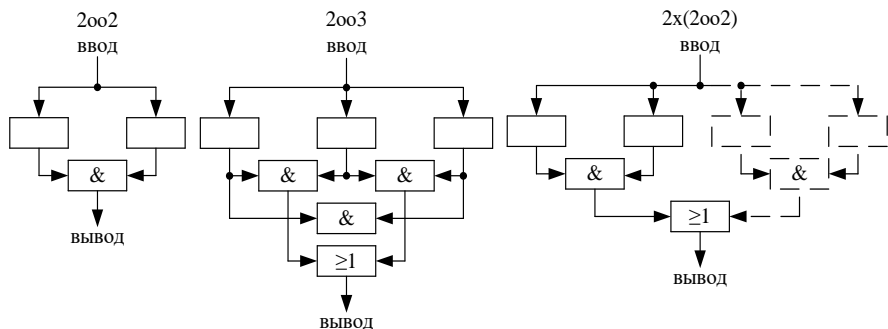 2oo2
ввод
&
вывод
2oo3
ввод
&
&
&
≥1
вывод
2x(2oo2)
ввод
&
&
≥1
вывод